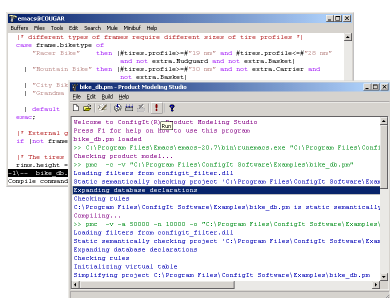 emacs@COUGAR
Buffers Files Tools Edit Search Mule Minibuf Help
|* different types of frames require different sizes of tire profiles *|
case frame.biketype of
"Racer Bike" then |#tires.profile>=#"19 mm" and #tires.profile<=#"28 mm"
and not extra.Mudguard and not extra.Basket|
"Mountain bike" then |#tires.profile>=#"30 mm" and not extra.Carrier and
not extra.Basket|
"City bik
"Grandma
| default
esac;
|* External g
if |not frame
|* The tires
rims.height =
-1\-- bike_db.
Compile command
bike_db.pm - Product Modeling Studio
File Edit Build Help
Welcome to ConfigIt(R) Product Modeling Studio
Press F1 for help on how to use this program
Run
bike_db.pm loaded
>> C:\Program Files\Emacs\emacs-20.7\bin\runemacs.exe "C:\Program Files\Conf
Checking product model...
>> pmc -c -v "C:\Program Files\ConfigIt Software\Examples\bike_db.pm"
Loading filters from configit_filter.dll
Static semantically checking project 'C:\Program Files\ConfigIt Software\Exam
Expanding database declarations
Checking rules
C:\Program Files\ConfigIt Software\Examples\bike_db.pm is static semantically
Compiling...
>> pmc -v -a 50000 -n 10000 -o "C:\Program Files\ConfigIt Software\Examples\
Loading filters from configit_filter.dll
Static semantically checking project 'C:\Program Files\ConfigIt Software\Exam
Expanding database declarations
Checking rules
Initializing virtual table
Simplifying project C:\Program Files\ConfigIt Software\Examples\bike_db.pm